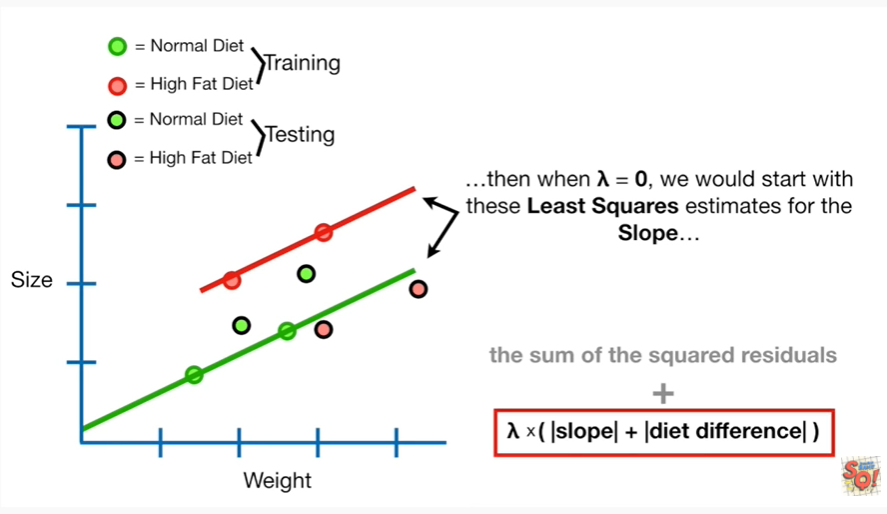 = Normal Diet
= High Fat Diet
Training
= Normal Diet
= High Fat Diet
Testing
…then when λ = 0, we would start with
these Least Squares estimates for the
Slope…
Size
the sum of the squared residuals
+
λ × ( |slope| + |diet difference| )
Weight
SQ!